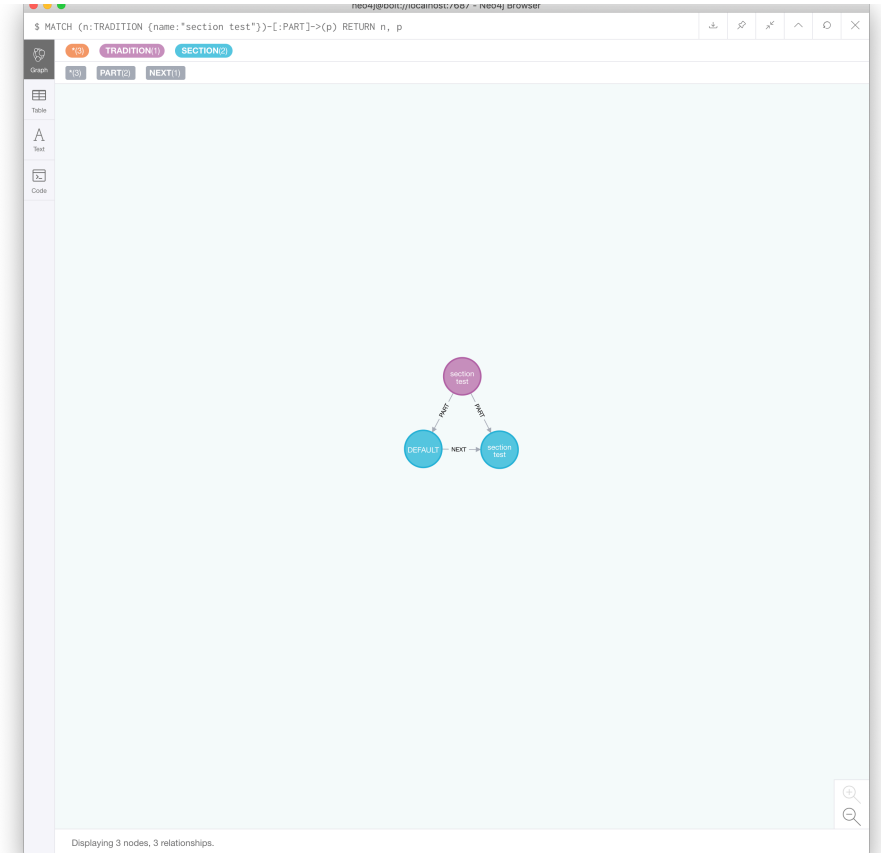 neo4j@bolt://localhost:7687 - Neo4j Browser
$ MATCH (n:TRADITION {name:"section test"})-[:PART]->(p) RETURN n, p
*(3) TRADITION(1) SECTION(2)
Graph
*(3) PART(2) NEXT(1)
Table
A
Text
Code
section
test
PART
PART
DEFAULT
NEXT
section
test
Displaying 3 nodes, 3 relationships.